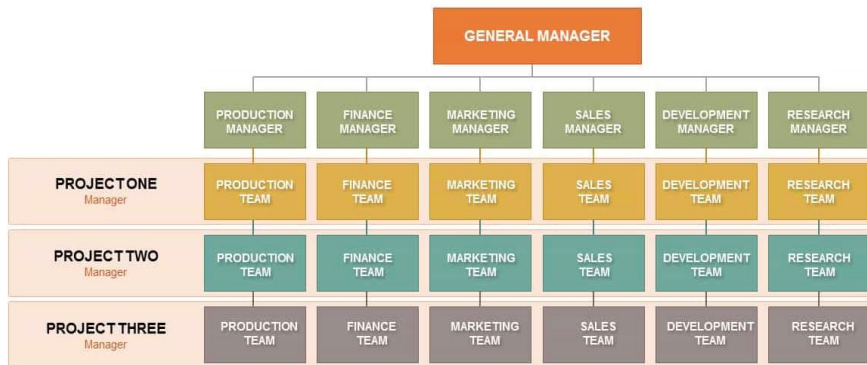 GENERAL MANAGER
PRODUCTION MANAGER
FINANCE MANAGER
MARKETING MANAGER
SALES MANAGER
DEVELOPMENT MANAGER
RESEARCH MANAGER
PROJECT ONE
Manager
PRODUCTION TEAM
FINANCE TEAM
MARKETING TEAM
SALES TEAM
DEVELOPMENT TEAM
RESEARCH TEAM
PROJECT TWO
Manager
PRODUCTION TEAM
FINANCE TEAM
MARKETING TEAM
SALES TEAM
DEVELOPMENT TEAM
RESEARCH TEAM
PROJECT THREE
Manager
PRODUCTION TEAM
FINANCE TEAM
MARKETING TEAM
SALES TEAM
DEVELOPMENT TEAM
RESEARCH TEAM